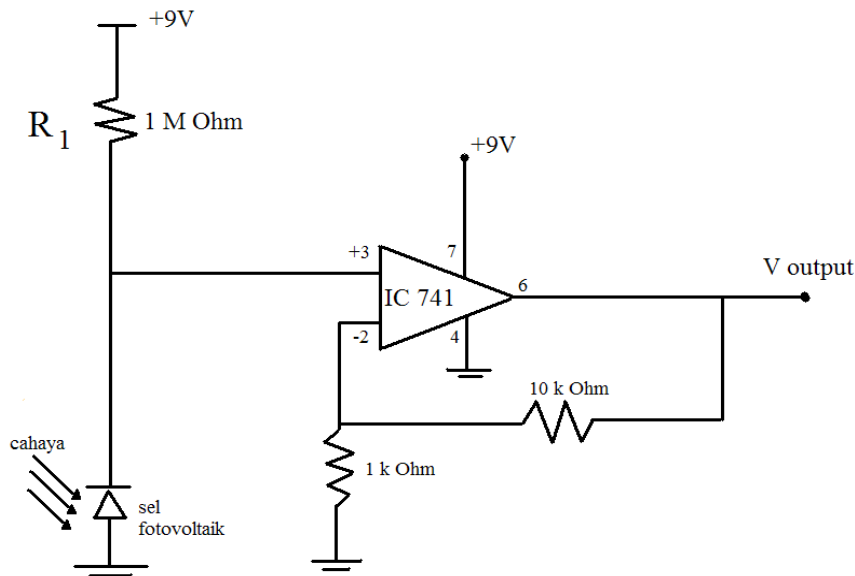 +9V
R1
1 M Ohm
+9V
+3
7
V output
IC 741
6
-2
4
10 k Ohm
cahaya
1 k Ohm
sel
fotovoltaik